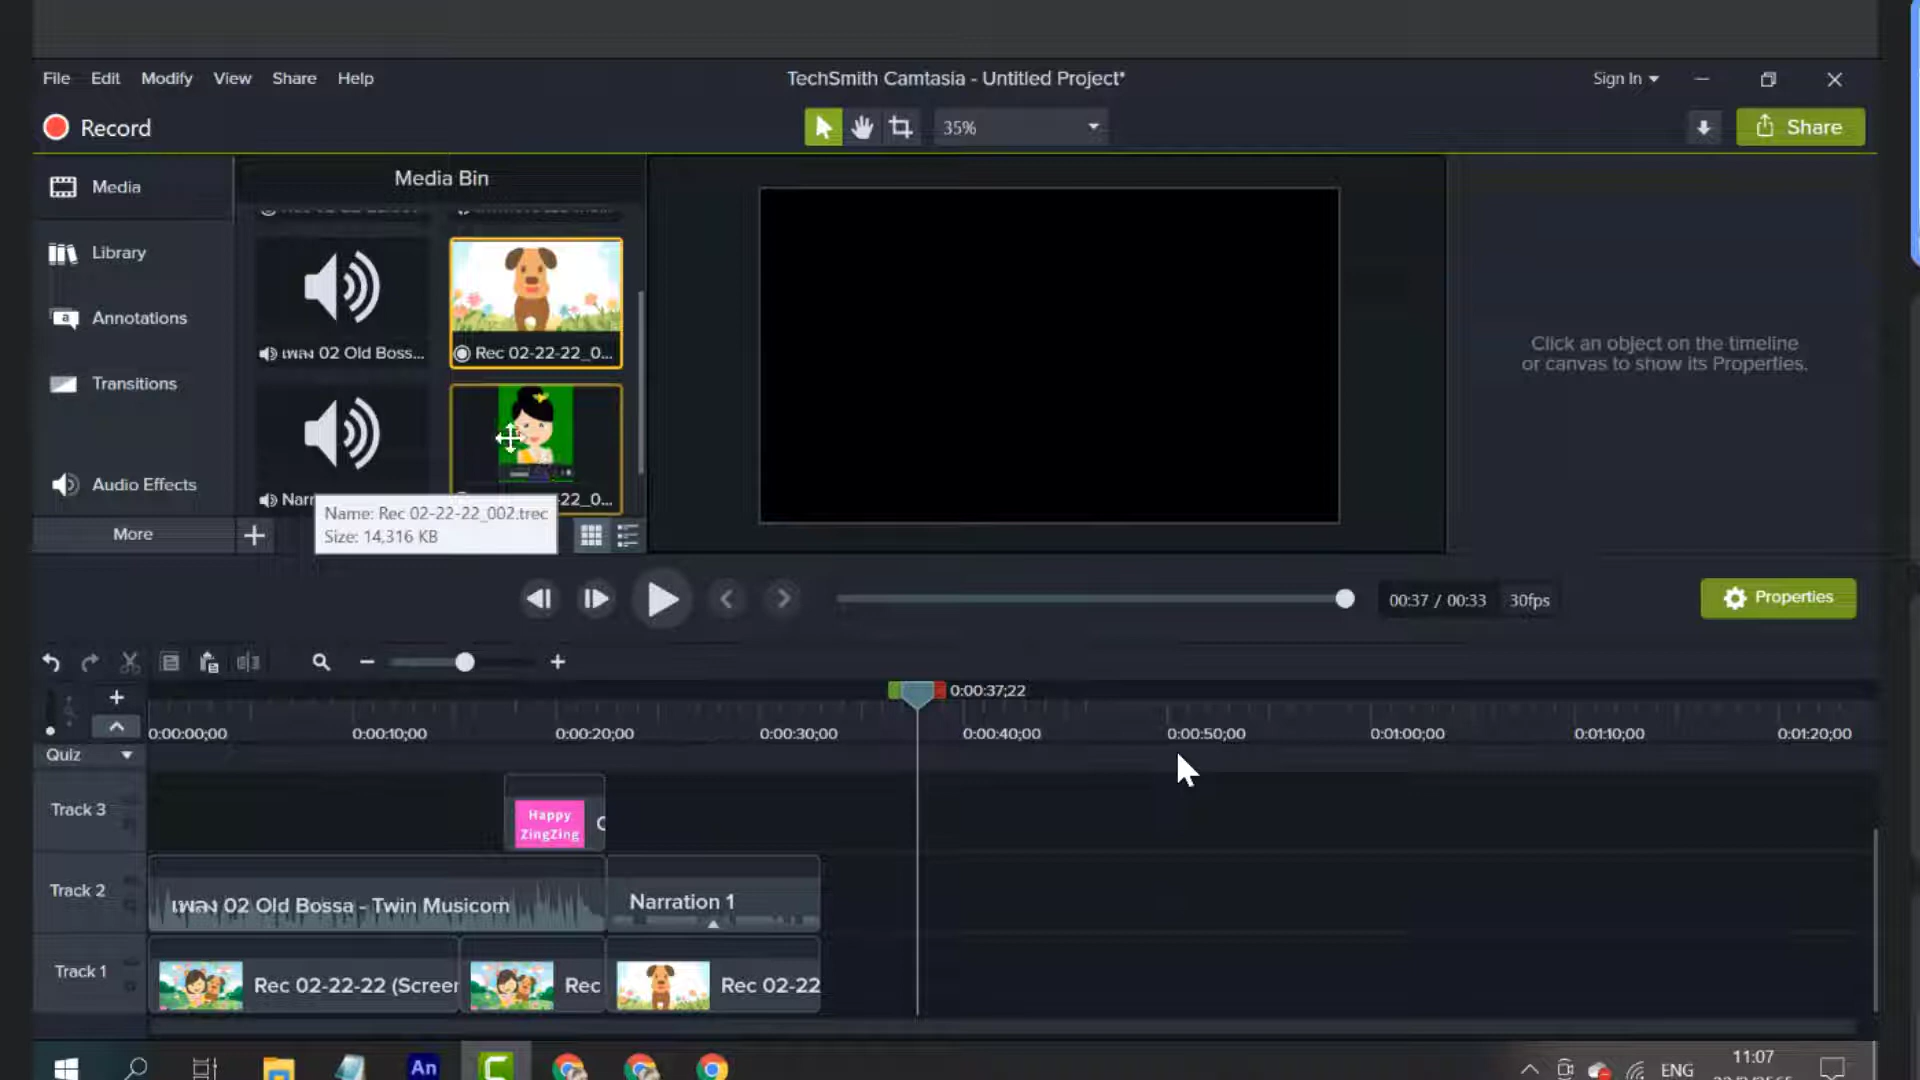 File Edit Modify View Share Help
TechSmith Camtasia - Untitled Project*
Sign In
Record
35%
Share
Media
Library
Annotations
Transitions
Audio Effects
More
Media Bin
เพลง 02 Old Boss...
Rec 02-22-22_0...
Narr
22_0...
Name: Rec 02-22-22_002.trec
Size: 14,316 KB
Click an object on the timeline
or canvas to show its Properties.
00:37 / 00:33 30fps
Properties
0:00:37;22
0:00:00;00 0:00:10;00 0:00:20;00 0:00:30;00 0:00:40;00 0:00:50;00 0:01:00;00 0:01:10;00 0:01:20;00
Quiz
Track 3
Happy
ZingZing
C
Track 2
เพลง 02 Old Bossa - Twin Musicom
Narration 1
Track 1
Rec 02-22-22 (Screer
Rec
Rec 02-22
An
ENG
11:07